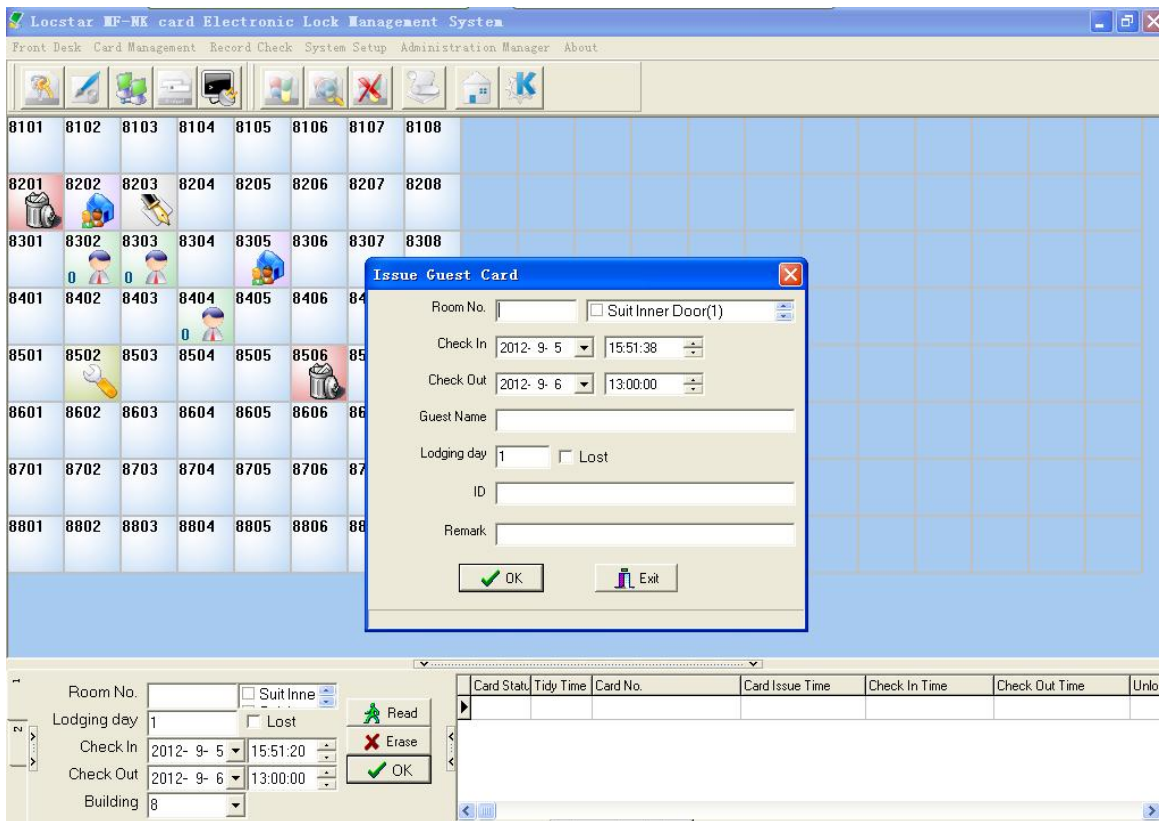 Locstar MF-NK card Electronic Lock Management System
Front Desk Card Management Record Check System Setup Administration Manager About
8101 8102 8103 8104 8105 8106 8107 8108
8201 8202 8203 8204 8205 8206 8207 8208
8301 8302 8303 8304 8305 8306 8307 8308
0 0
8401 8402 8403 8404 8405 8406 84
0
8501 8502 8503 8504 8505 8506 85
8601 8602 8603 8604 8605 8606 86
8701 8702 8703 8704 8705 8706 87
8801 8802 8803 8804 8805 8806 88
Issue Guest Card
Room No. Suit Inner Door(1)
Check In 2012- 9- 5 15:51:38
Check Out 2012- 9- 6 13:00:00
Guest Name
Lodging day 1 Lost
ID
Remark
OK Exit
1
2
Room No. Suit Inne
Lodging day 1 Lost
Check In 2012- 9- 5 15:51:20
Check Out 2012- 9- 6 13:00:00
Building 8
Read
Erase
OK
Card Statu Tidy Time Card No. Card Issue Time Check In Time Check Out Time Unlo